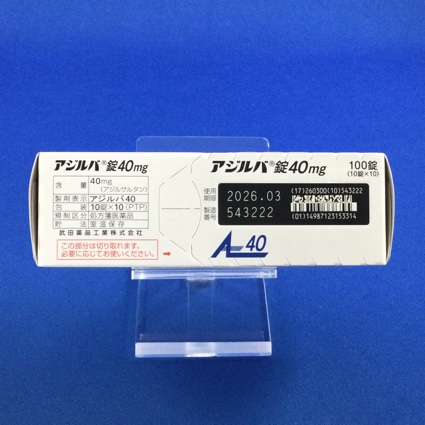 アジルバ®錠40mg
含量 40mg
(アジルサルタン)
製剤表示 アジルバ40
包装 10錠×10(PTP)
規制区分 処方箋医薬品
貯法 室温保存
武田薬品工業株式会社
この部分は切り取れます。
必要に応じてお使いください。
アジルバ®錠40mg
100錠
(10錠×10)
使用期限 2026.03
製造番号 543222
(17)260300(10)543222
(01)14987123153314
40